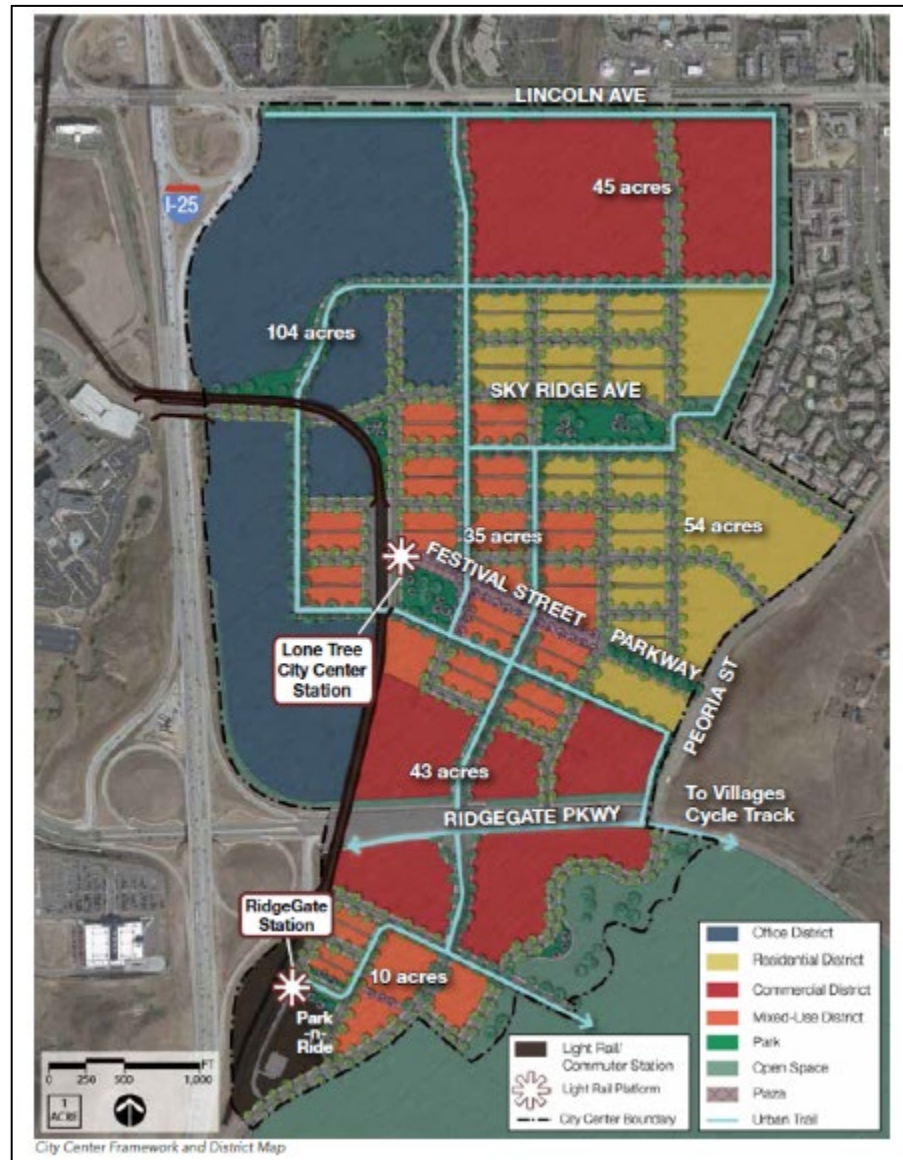 LINCOLN AVE
45 acres
I-25
104 acres
SKY RIDGE AVE
35 acres
54 acres
FESTIVAL STREET
PARKWAY
Lone Tree
City Center
Station
PEORIA ST
43 acres
To Villages
Cycle Track
RIDGEGATE PKWY
RidgeGate
Station
10 acres
Park
-n-
Ride
Office District
Residential District
Commercial District
Mixed-Use District
Park
Open Space
Plaza
Urban Trail
Light Rail/
Commuter Station
Light Rail Platform
City Center Boundary
FT
0 250 500 1,000
1
ACRE
City Center Framework and District Map